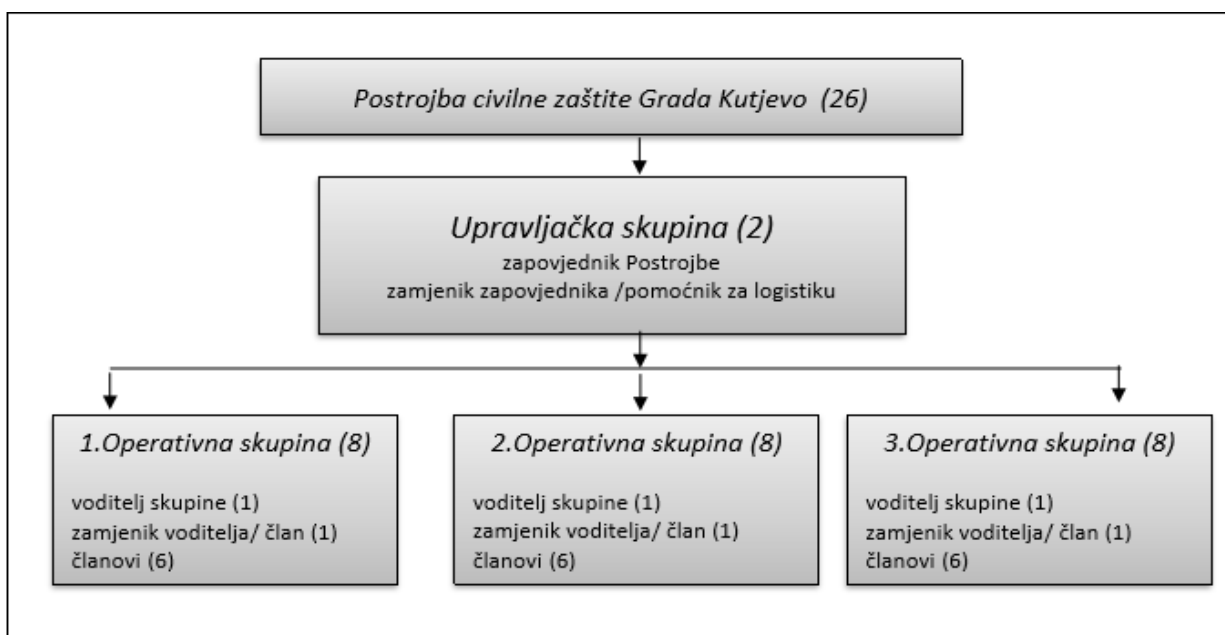 Postrojba civilne zaštite Grada Kutjevo (26)
Upravljačka skupina (2)
zapovjednik Postrojbe
zamjenik zapovjednika /pomoćnik za logistiku
1.Operativna skupina (8)
voditelj skupine (1)
zamjenik voditelja/ član (1)
članovi (6)
2.Operativna skupina (8)
voditelj skupine (1)
zamjenik voditelja/ član (1)
članovi (6)
3.Operativna skupina (8)
voditelj skupine (1)
zamjenik voditelja/ član (1)
članovi (6)